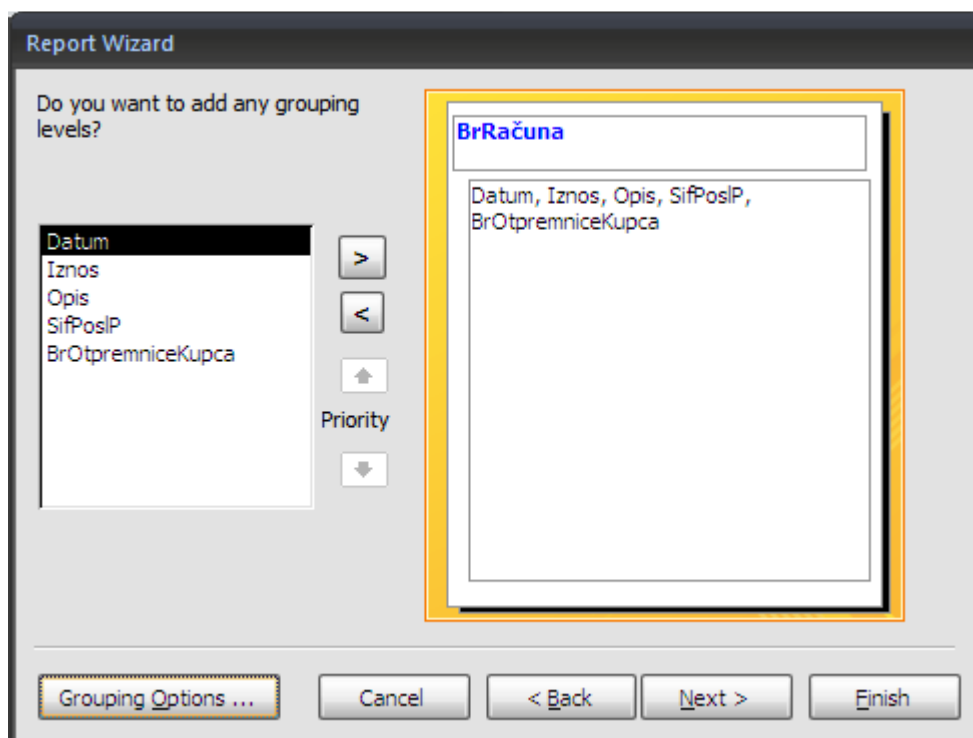 Report Wizard
Do you want to add any grouping
levels?
Datum
Iznos
Opis
SifPoslP
BrOtpremniceKupca
>
<
Priority
BrRačuna
Datum, Iznos, Opis, SifPoslP,
BrOtpremniceKupca
Grouping Options ...
Cancel
< Back
Next >
Finish